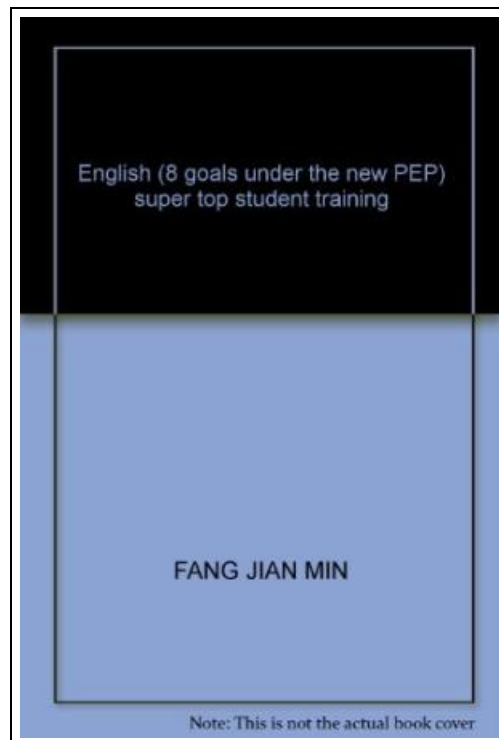 English (8 goals under the new PEP)
super top student training
FANG JIAN MIN
Note: This is not the actual book cover